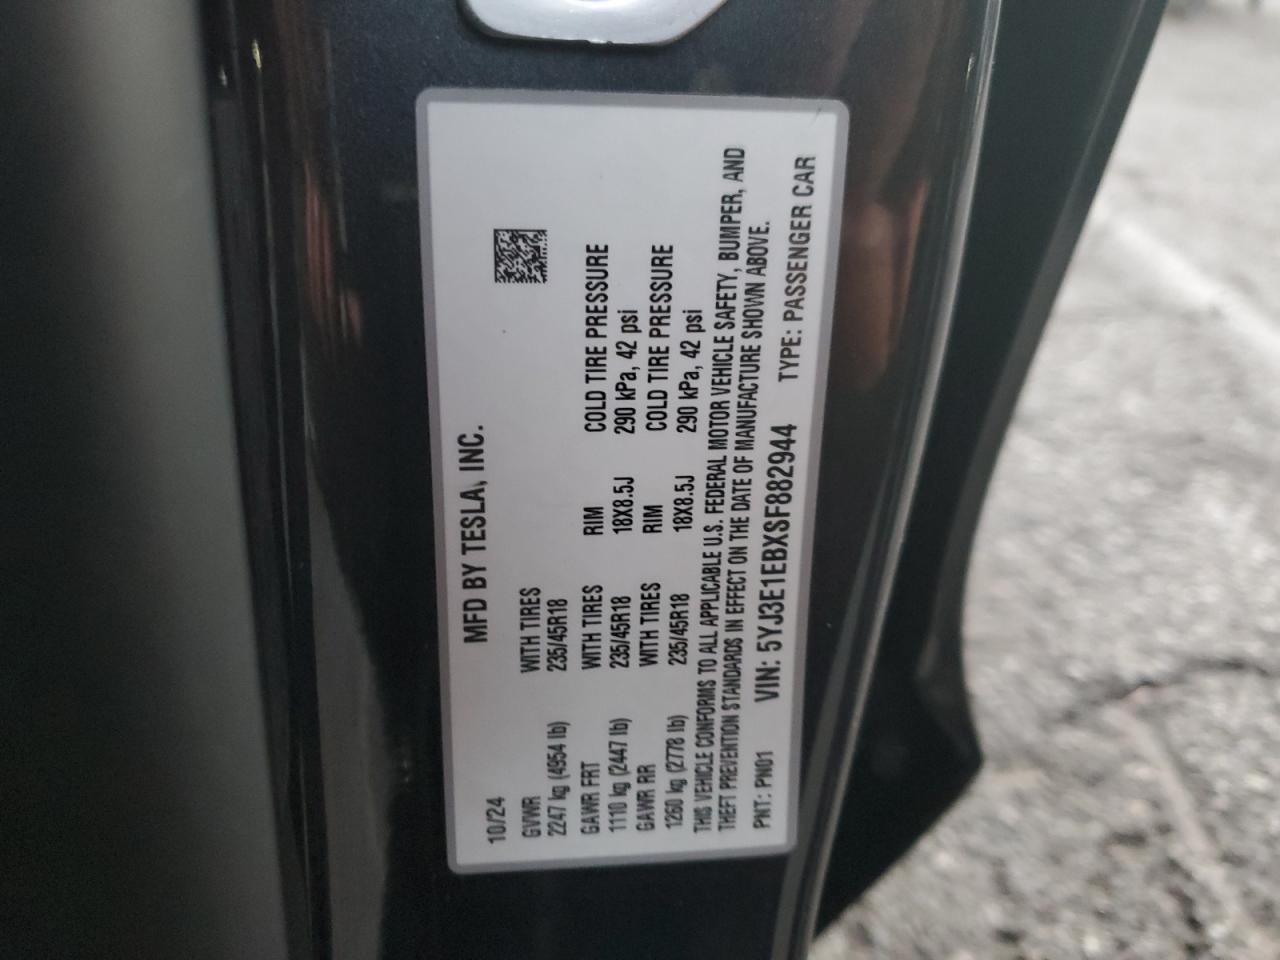 MFD BY TESLA, INC.
10/24
GVWR WITH TIRES
2247 kg (4954 lb) 235/45R18
GAWR FRT WITH TIRES RIM COLD TIRE PRESSURE
1110 kg (2447 lb) 235/45R18 18X8.5J 290 kPa, 42 psi
GAWR RR WITH TIRES RIM COLD TIRE PRESSURE
1260 kg (2778 lb) 235/45R18 18X8.5J 290 kPa, 42 psi
THIS VEHICLE CONFORMS TO ALL APPLICABLE U.S. FEDERAL MOTOR VEHICLE SAFETY, BUMPER, AND
THEFT PREVENTION STANDARDS IN EFFECT ON THE DATE OF MANUFACTURE SHOWN ABOVE.
PNT: PN01 VIN: 5YJ3E1EBXSF882944 TYPE: PASSENGER CAR